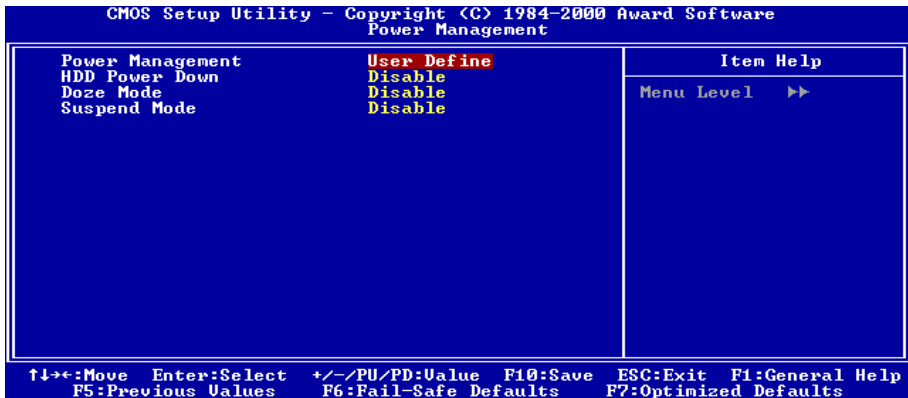 CMOS Setup Utility - Copyright (C) 1984-2000 Award Software
Power Management
Power Management User Define
HDD Power Down Disable
Doze Mode Disable
Suspend Mode Disable
Item Help
Menu Level ►►
↑↓→←:Move Enter:Select +/-/PU/PD:Value F10:Save ESC:Exit F1:General Help
F5:Previous Values F6:Fail-Safe Defaults F7:Optimized Defaults